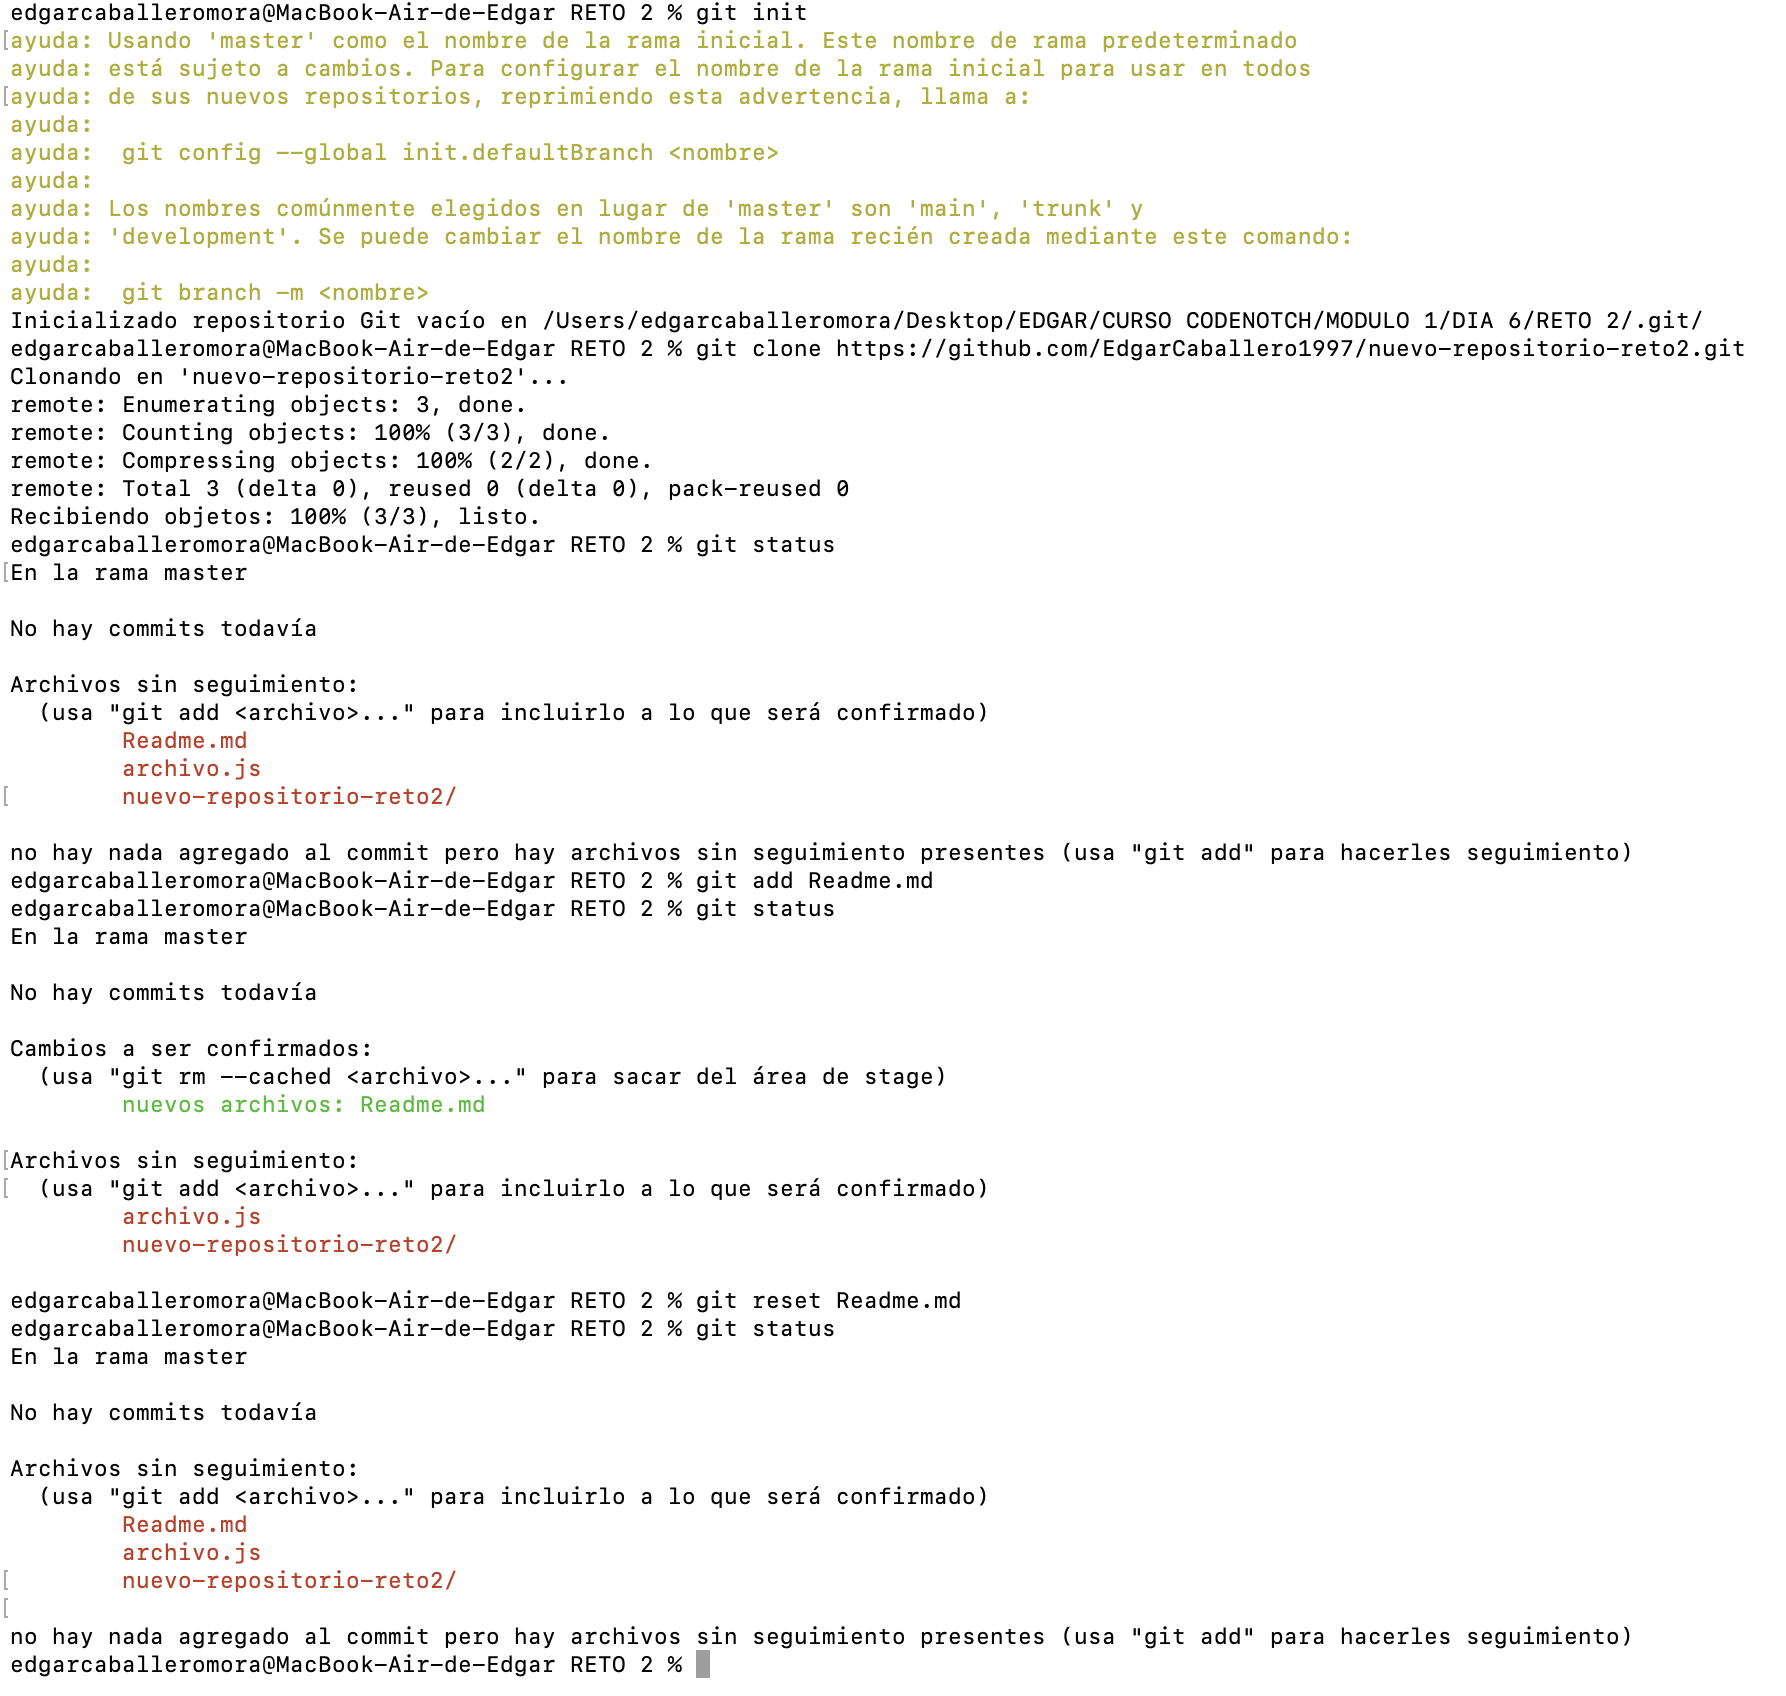 edgarcaballeromora@MacBook-Air-de-Edgar RETO 2 % git init
[ayuda: Usando 'master' como el nombre de la rama inicial. Este nombre de rama predeterminado
ayuda: está sujeto a cambios. Para configurar el nombre de la rama inicial para usar en todos
[ayuda: de sus nuevos repositorios, reprimiendo esta advertencia, llama a:
ayuda:
ayuda:  git config --global init.defaultBranch <nombre>
ayuda:
ayuda: Los nombres comúnmente elegidos en lugar de 'master' son 'main', 'trunk' y
ayuda: 'development'. Se puede cambiar el nombre de la rama recién creada mediante este comando:
ayuda:
ayuda:  git branch -m <nombre>
Inicializado repositorio Git vacío en /Users/edgarcaballeromora/Desktop/EDGAR/CURSO CODENOTCH/MODULO 1/DIA 6/RETO 2/.git/
edgarcaballeromora@MacBook-Air-de-Edgar RETO 2 % git clone https://github.com/EdgarCaballero1997/nuevo-repositorio-reto2.git
Clonando en 'nuevo-repositorio-reto2'...
remote: Enumerating objects: 3, done.
remote: Counting objects: 100% (3/3), done.
remote: Compressing objects: 100% (2/2), done.
remote: Total 3 (delta 0), reused 0 (delta 0), pack-reused 0
Recibiendo objetos: 100% (3/3), listo.
edgarcaballeromora@MacBook-Air-de-Edgar RETO 2 % git status
[En la rama master

No hay commits todavía

Archivos sin seguimiento:
  (usa "git add <archivo>..." para incluirlo a lo que será confirmado)
        Readme.md
        archivo.js
[        nuevo-repositorio-reto2/

no hay nada agregado al commit pero hay archivos sin seguimiento presentes (usa "git add" para hacerles seguimiento)
edgarcaballeromora@MacBook-Air-de-Edgar RETO 2 % git add Readme.md
edgarcaballeromora@MacBook-Air-de-Edgar RETO 2 % git status
En la rama master

No hay commits todavía

Cambios a ser confirmados:
  (usa "git rm --cached <archivo>..." para sacar del área de stage)
        nuevos archivos: Readme.md

[Archivos sin seguimiento:
[  (usa "git add <archivo>..." para incluirlo a lo que será confirmado)
        archivo.js
        nuevo-repositorio-reto2/

edgarcaballeromora@MacBook-Air-de-Edgar RETO 2 % git reset Readme.md
edgarcaballeromora@MacBook-Air-de-Edgar RETO 2 % git status
En la rama master

No hay commits todavía

Archivos sin seguimiento:
  (usa "git add <archivo>..." para incluirlo a lo que será confirmado)
        Readme.md
        archivo.js
[        nuevo-repositorio-reto2/
[
no hay nada agregado al commit pero hay archivos sin seguimiento presentes (usa "git add" para hacerles seguimiento)
edgarcaballeromora@MacBook-Air-de-Edgar RETO 2 %